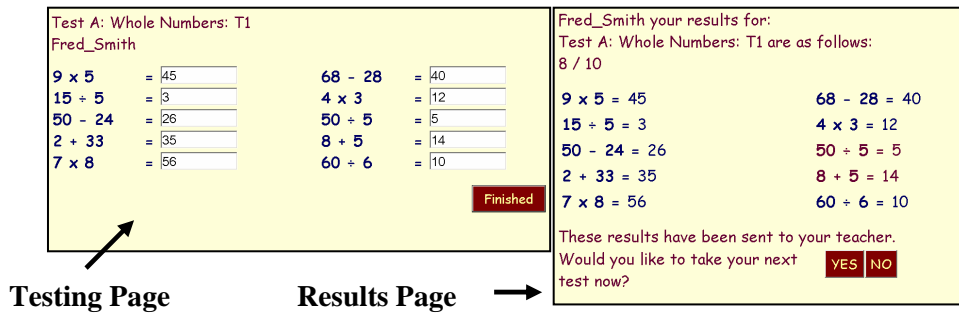 Test A: Whole Numbers: T1
Fred_Smith
9 x 5 = 45
15 ÷ 5 = 3
50 - 24 = 26
2 + 33 = 35
7 x 8 = 56
68 - 28 = 40
4 x 3 = 12
50 ÷ 5 = 5
8 + 5 = 14
60 ÷ 6 = 10
Finished
Testing Page
Results Page
Fred_Smith your results for:
Test A: Whole Numbers: T1 are as follows:
8 / 10
9 x 5 = 45
15 ÷ 5 = 3
50 - 24 = 26
2 + 33 = 35
7 x 8 = 56
68 - 28 = 40
4 x 3 = 12
50 ÷ 5 = 5
8 + 5 = 14
60 ÷ 6 = 10
These results have been sent to your teacher.
Would you like to take your next
test now?
YES NO